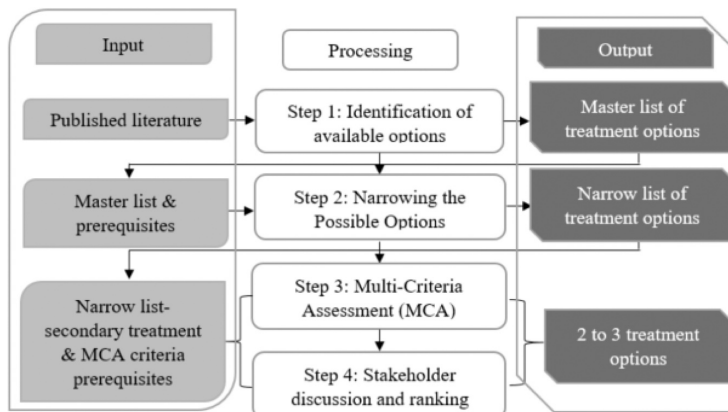 Input
Processing
Output
Published literature
Step 1: Identification of
available options
Master list of
treatment options
Master list &
prerequisites
Step 2: Narrowing the
Possible Options
Narrow list of
treatment options
Narrow list-
secondary treatment
& MCA criteria
prerequisites
Step 3: Multi-Criteria
Assessment (MCA)
Step 4: Stakeholder
discussion and ranking
2 to 3 treatment
options